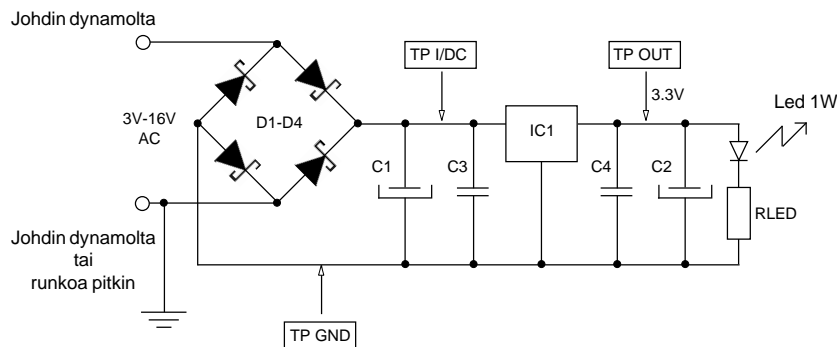 Johdin dynamolta
TP I/DC
TP OUT
3.3V
Led 1W
3V-16V
AC
D1-D4
IC1
C1
C3
C4
C2
RLED
Johdin dynamolta
tai
runkoa pitkin
TP GND